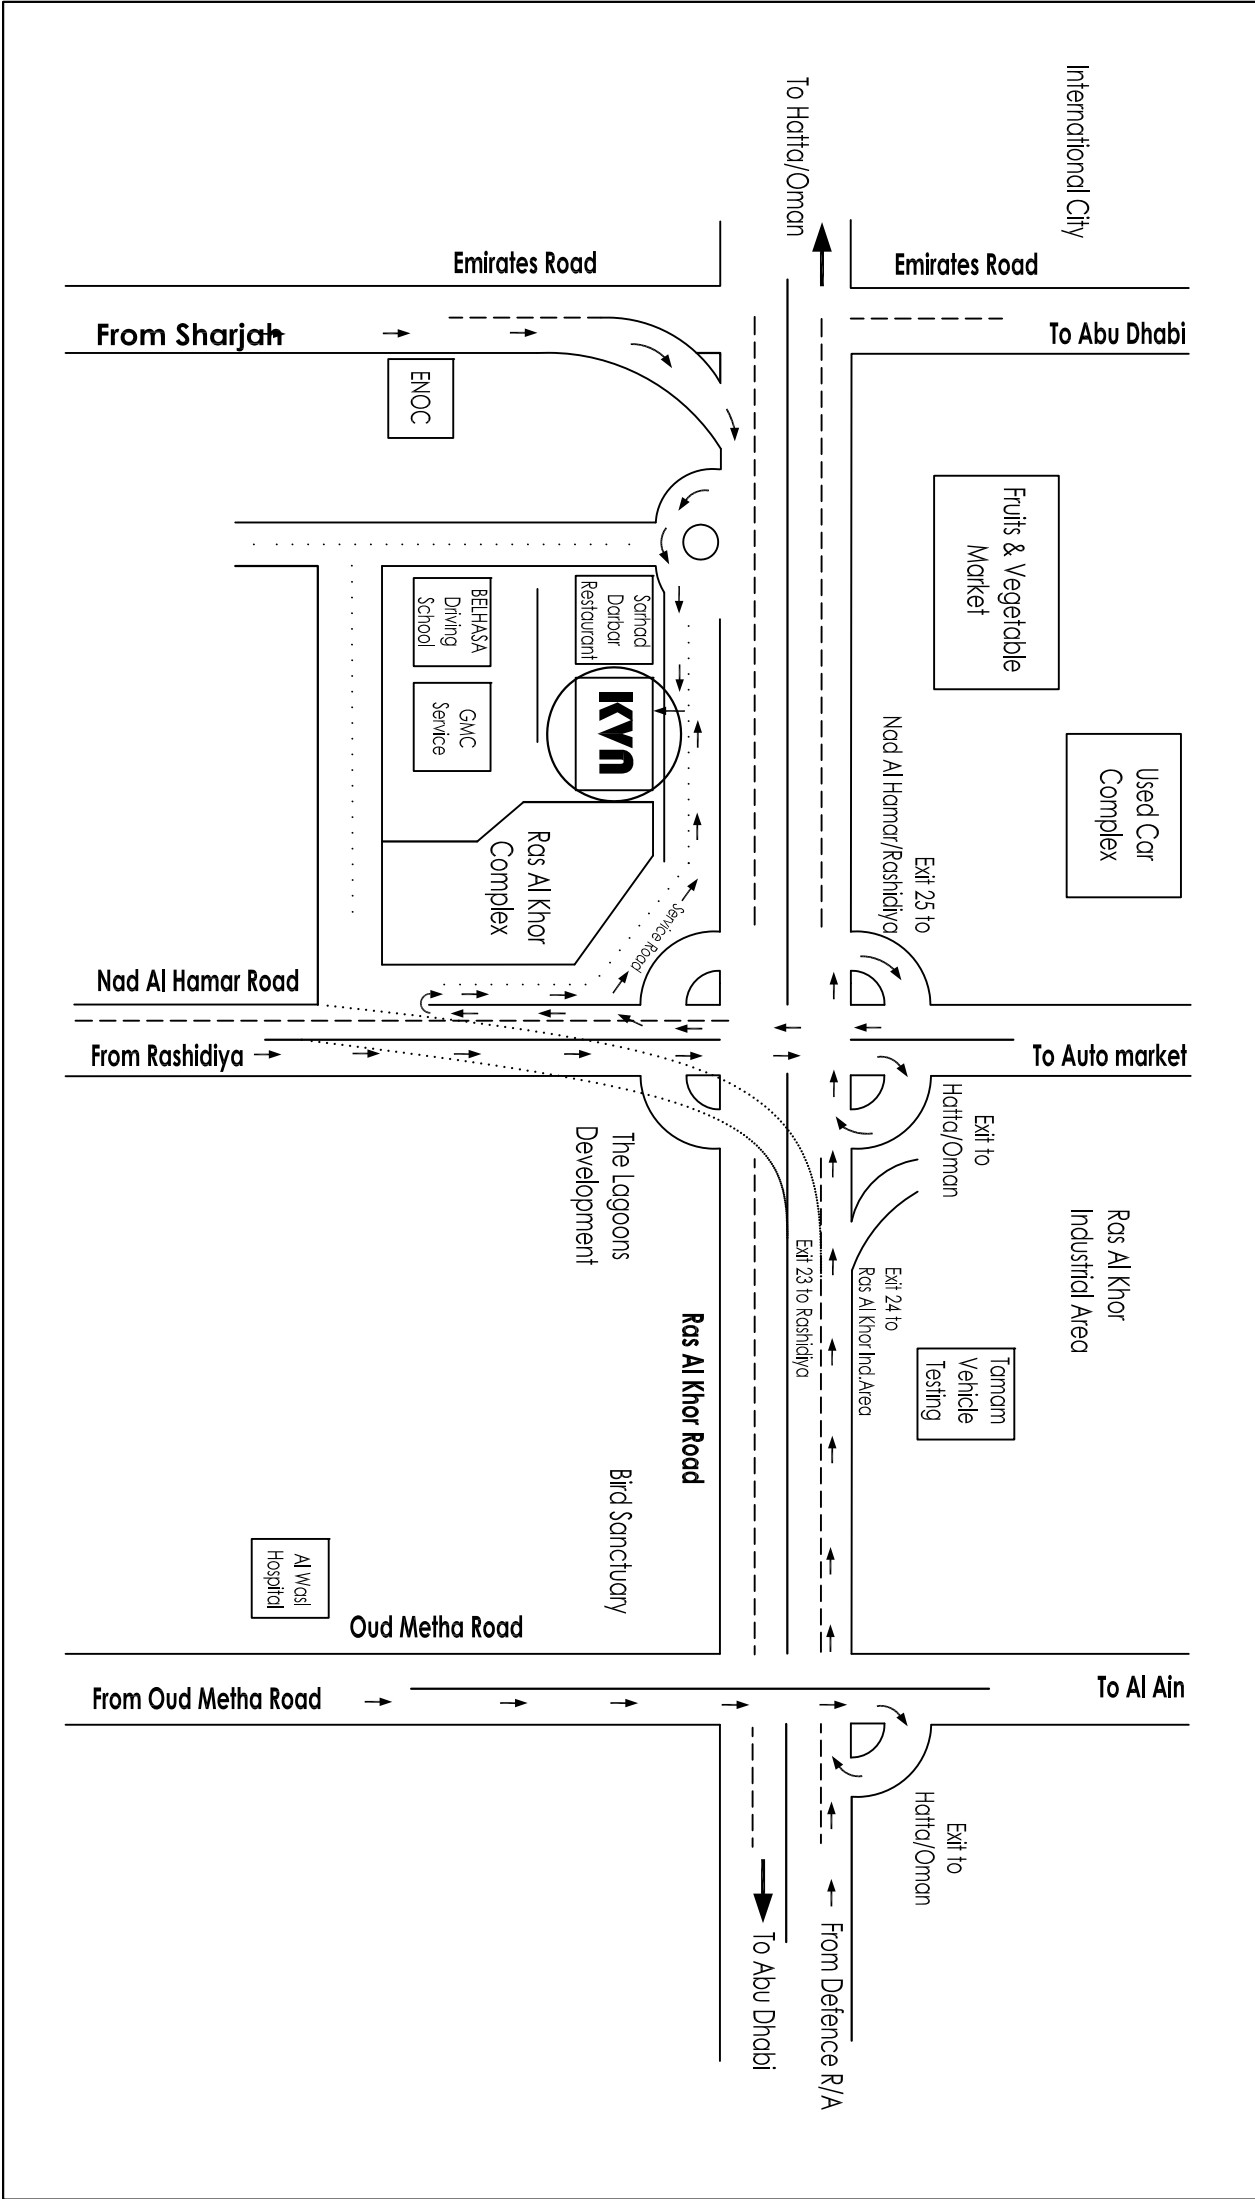 International City
To Hatta/Oman
Emirates Road
Emirates Road
From Sharjah
To Abu Dhabi
ENOC
Fruits & Vegetable
Market
BELHASA
Driving
School
Sarhad
Darbar
Restaurant
GMC
Service
KVA
Used Car
Complex
Exit 25 to
Nad Al Hamar/Rashidiya
Ras Al Khor
Complex
Service Road
Nad Al Hamar Road
From Rashidiya
To Auto market
Exit to
Hatta/Oman
The Lagoons
Development
Ras Al Khor
Industrial Area
Exit 23 to Rashidiya
Exit 24 to
Ras Al Khor Ind.Area
Ras Al Khor Road
Tamam
Vehicle
Testing
Bird Sanctuary
Al Wasl
Hospital
Oud Metha Road
From Oud Metha Road
To Al Ain
Exit to
Hatta/Oman
To Abu Dhabi
From Defence R/A